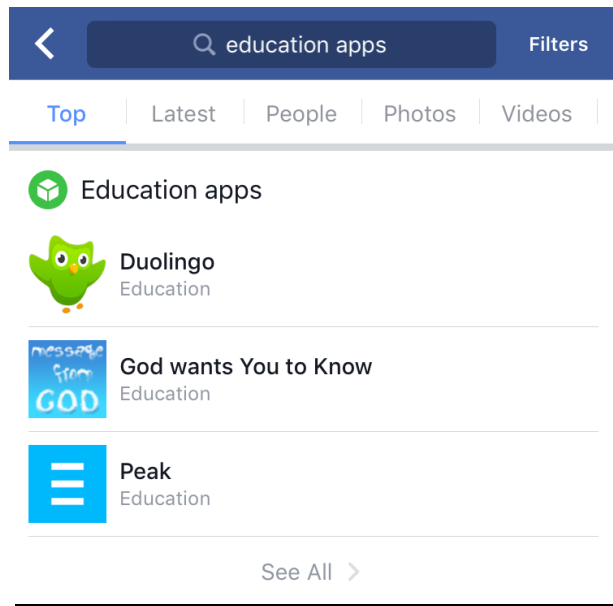 education apps
Filters
Top Latest People Photos Videos
Education apps
Duolingo
Education
message
from
GOD
God wants You to Know
Education
Peak
Education
See All